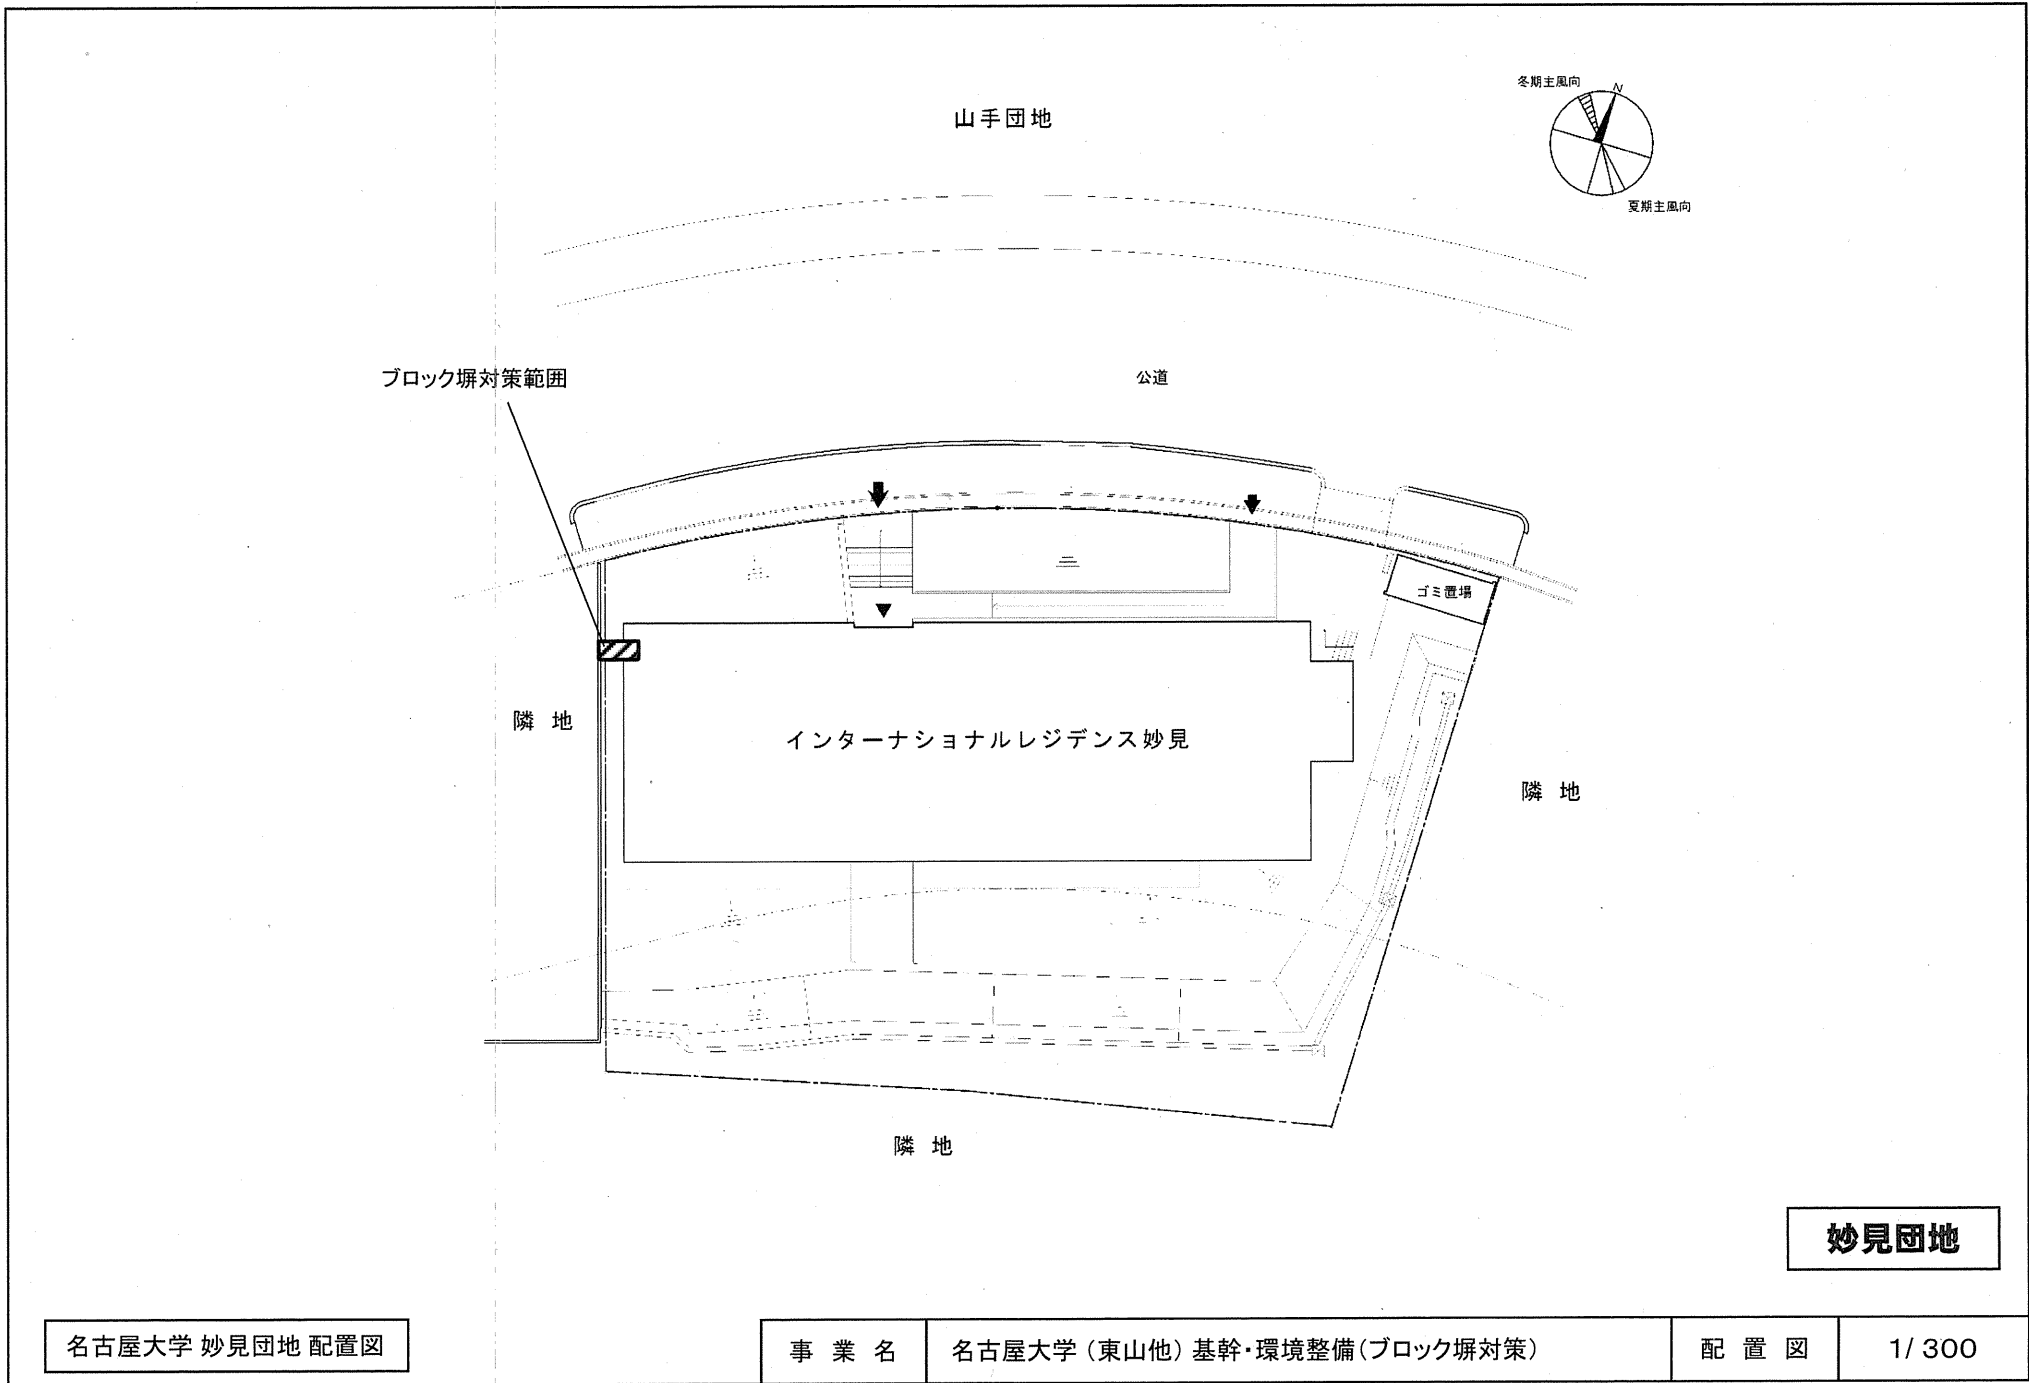 冬期主風向
N
山手団地
夏期主風向
ブロック塀対策範囲
公道
ゴミ置場
隣 地
インターナショナルレジデンス妙見
隣 地
隣 地
妙見団地
名古屋大学 妙見団地 配置図
事 業 名
名古屋大学 (東山他) 基幹・環境整備(ブロック塀対策)
配 置 図
1/300